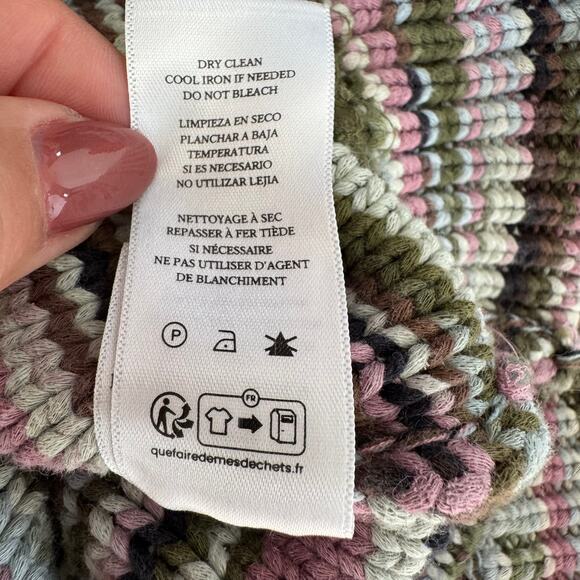 DRY CLEAN
COOL IRON IF NEEDED
DO NOT BLEACH
LIMPIEZA EN SECO
PLANCHAR A BAJA
TEMPERATURA
SI ES NECESARIO
NO UTILIZAR LEJIA
NETTOYAGE À SEC
REPASSER À FER TIÈDE
SI NÉCESSAIRE
NE PAS UTILISER D'AGENT
DE BLANCHIMENT
P
FR
quefairedemesdechets.fr